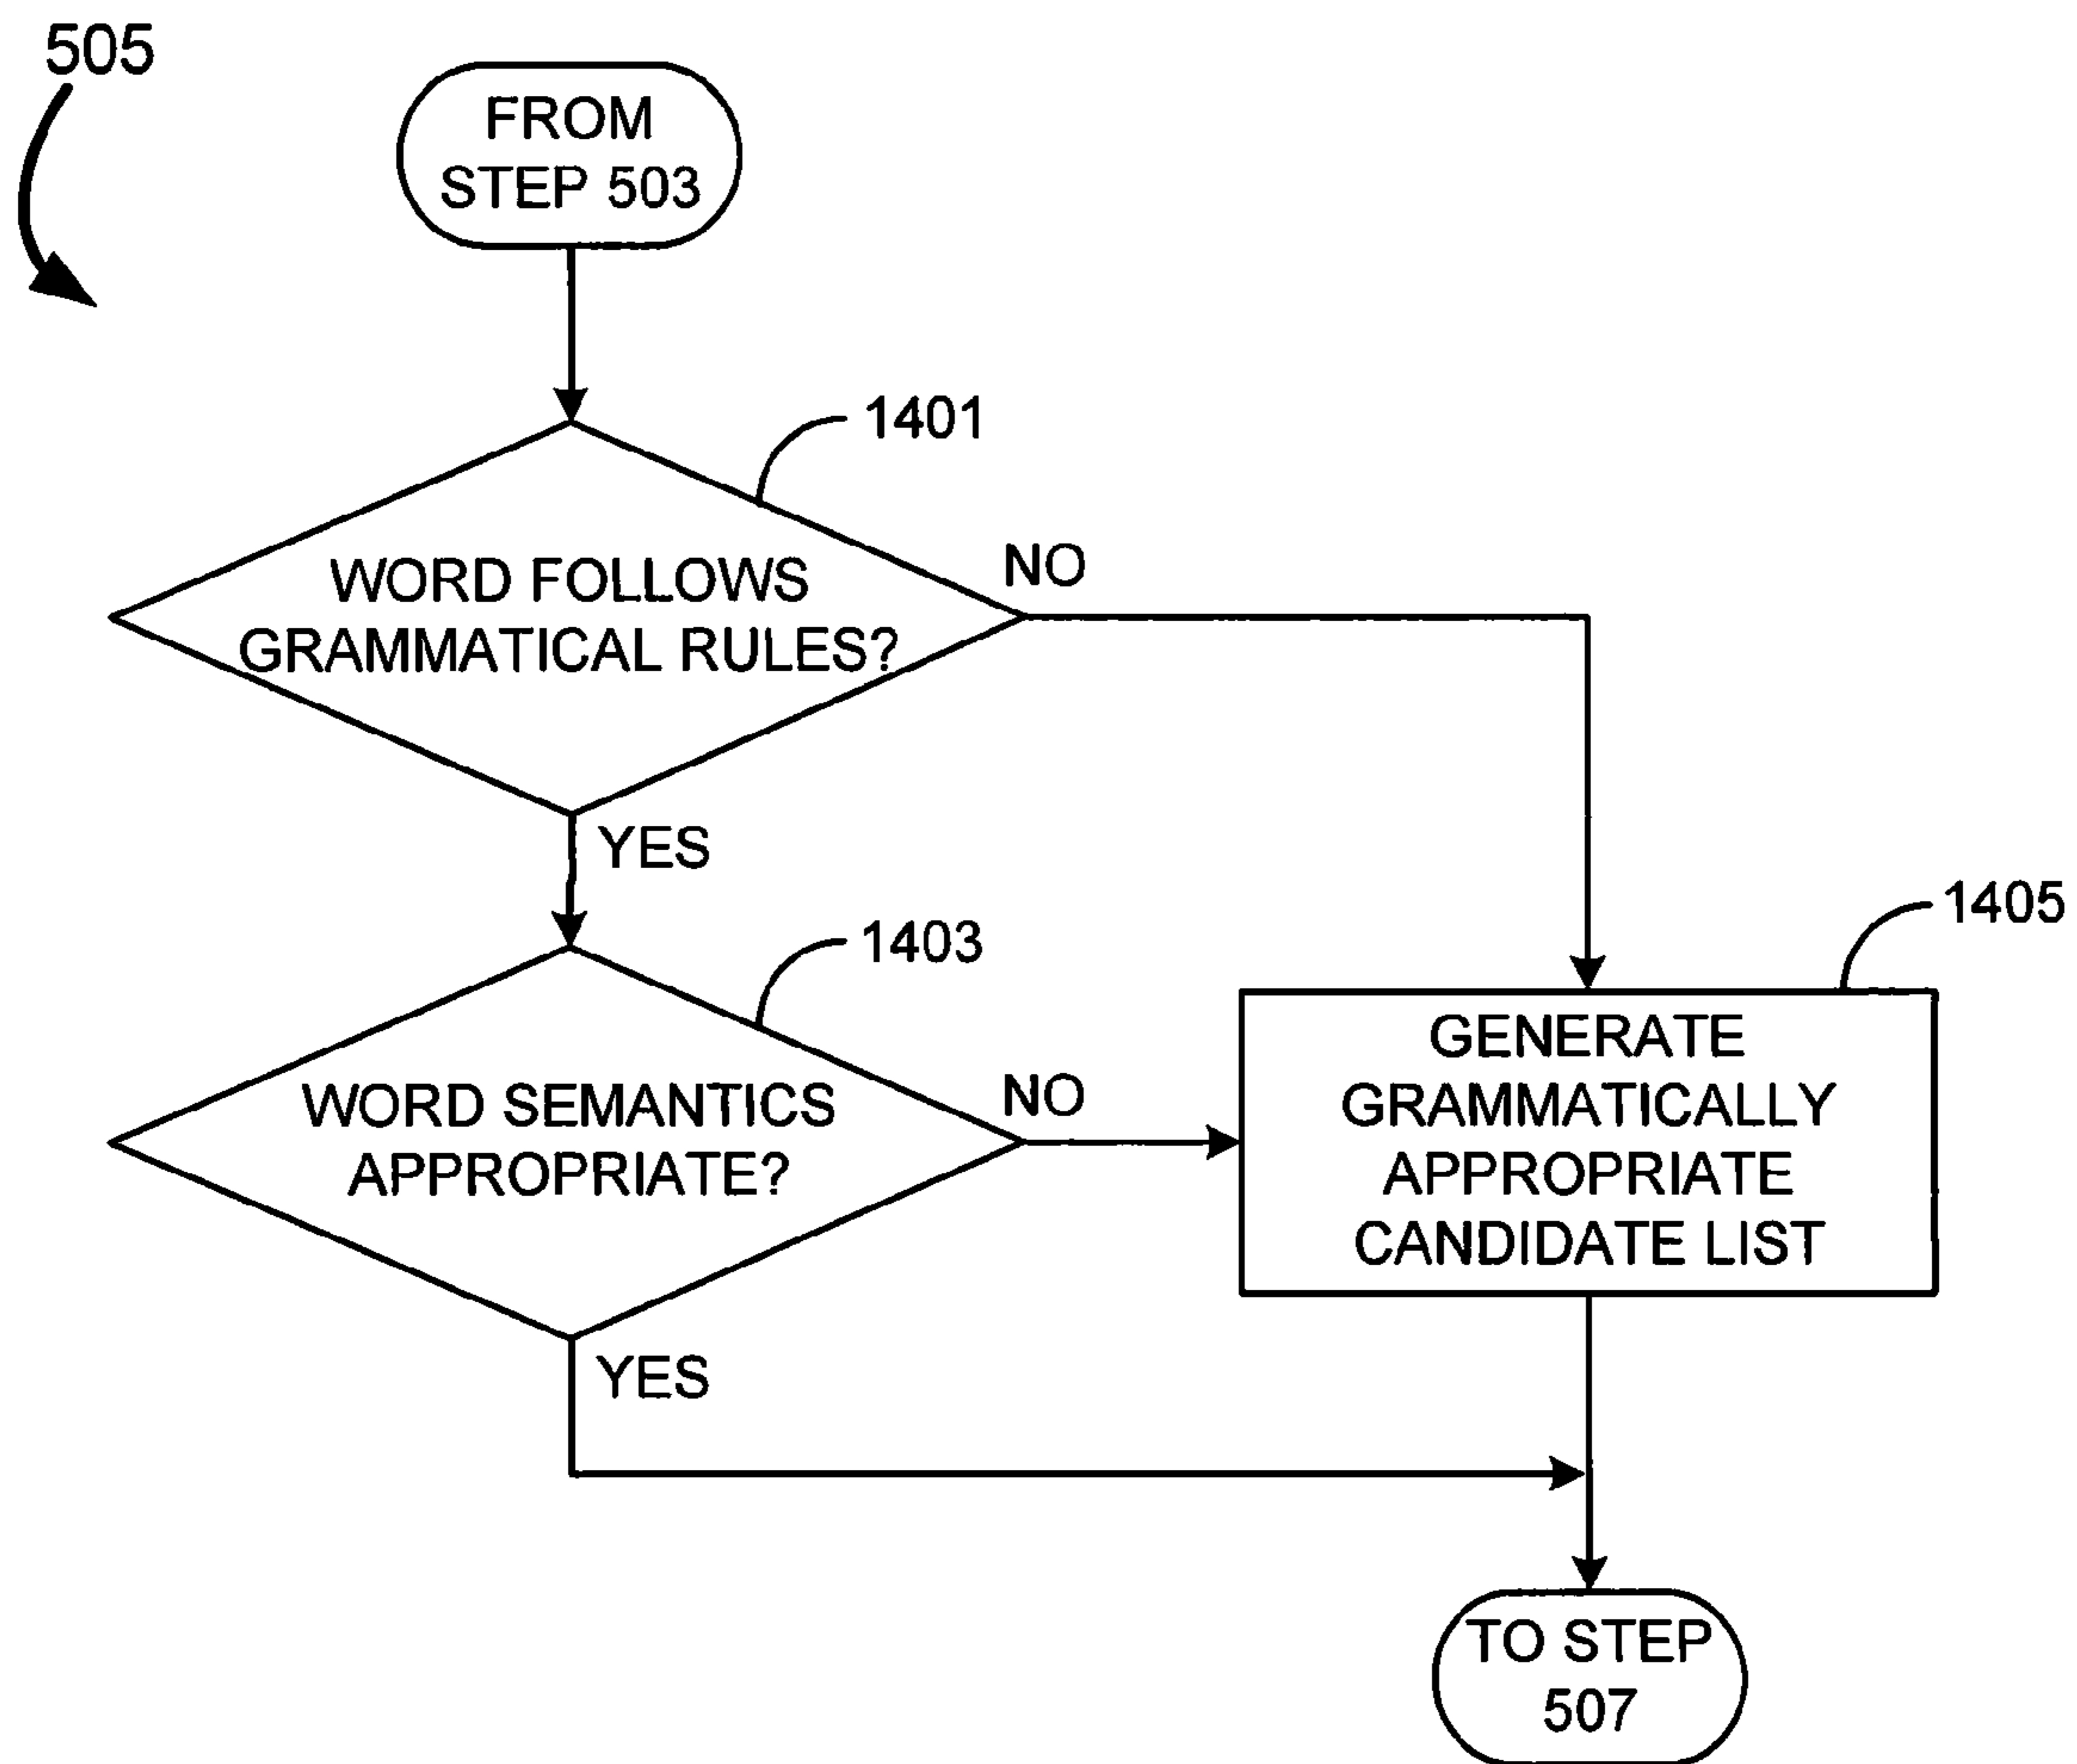 505
FROM
STEP 503
1401
WORD FOLLOWS
GRAMMATICAL RULES?
NO
YES
1403
WORD SEMANTICS
APPROPRIATE?
NO
YES
1405
GENERATE
GRAMMATICALLY
APPROPRIATE
CANDIDATE LIST
TO STEP
507